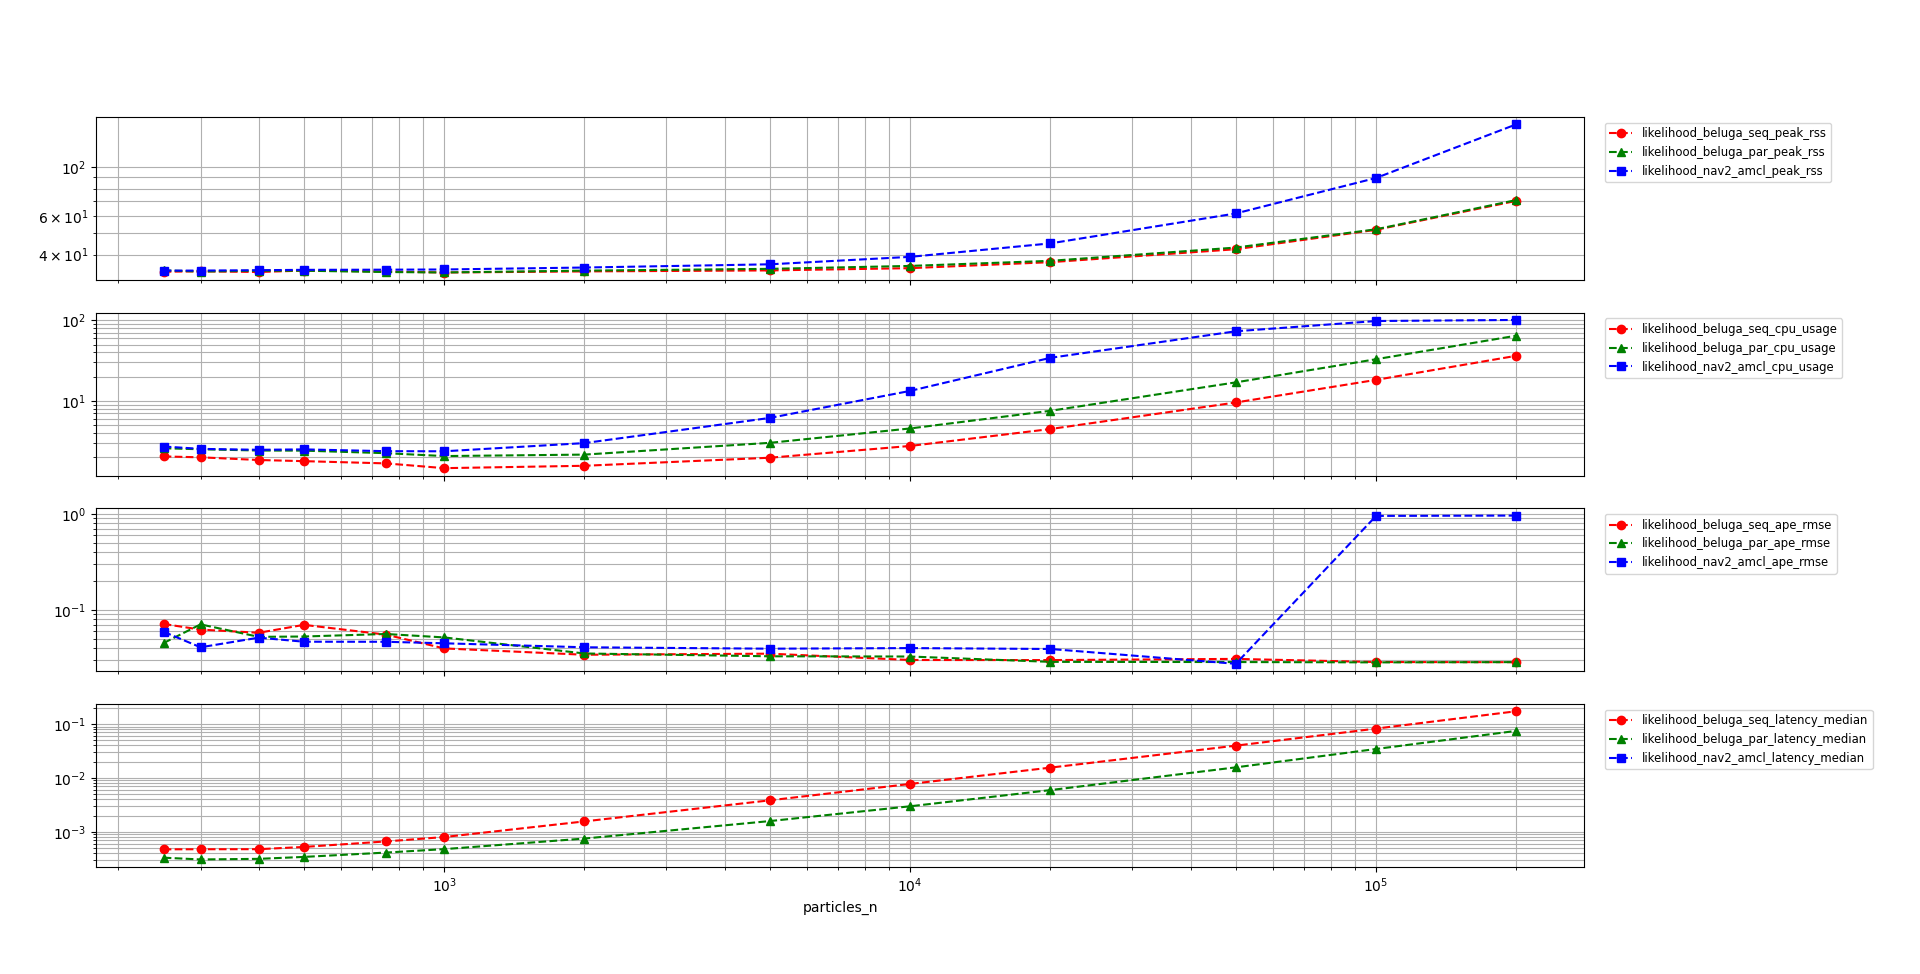 10²
6 × 10¹
4 × 10¹
likelihood_beluga_seq_peak_rss
likelihood_beluga_par_peak_rss
likelihood_nav2_amcl_peak_rss
10²
10¹
likelihood_beluga_seq_cpu_usage
likelihood_beluga_par_cpu_usage
likelihood_nav2_amcl_cpu_usage
10⁰
10⁻¹
likelihood_beluga_seq_ape_rmse
likelihood_beluga_par_ape_rmse
likelihood_nav2_amcl_ape_rmse
10⁻¹
10⁻²
10⁻³
likelihood_beluga_seq_latency_median
likelihood_beluga_par_latency_median
likelihood_nav2_amcl_latency_median
10³ 10⁴ 10⁵
particles_n